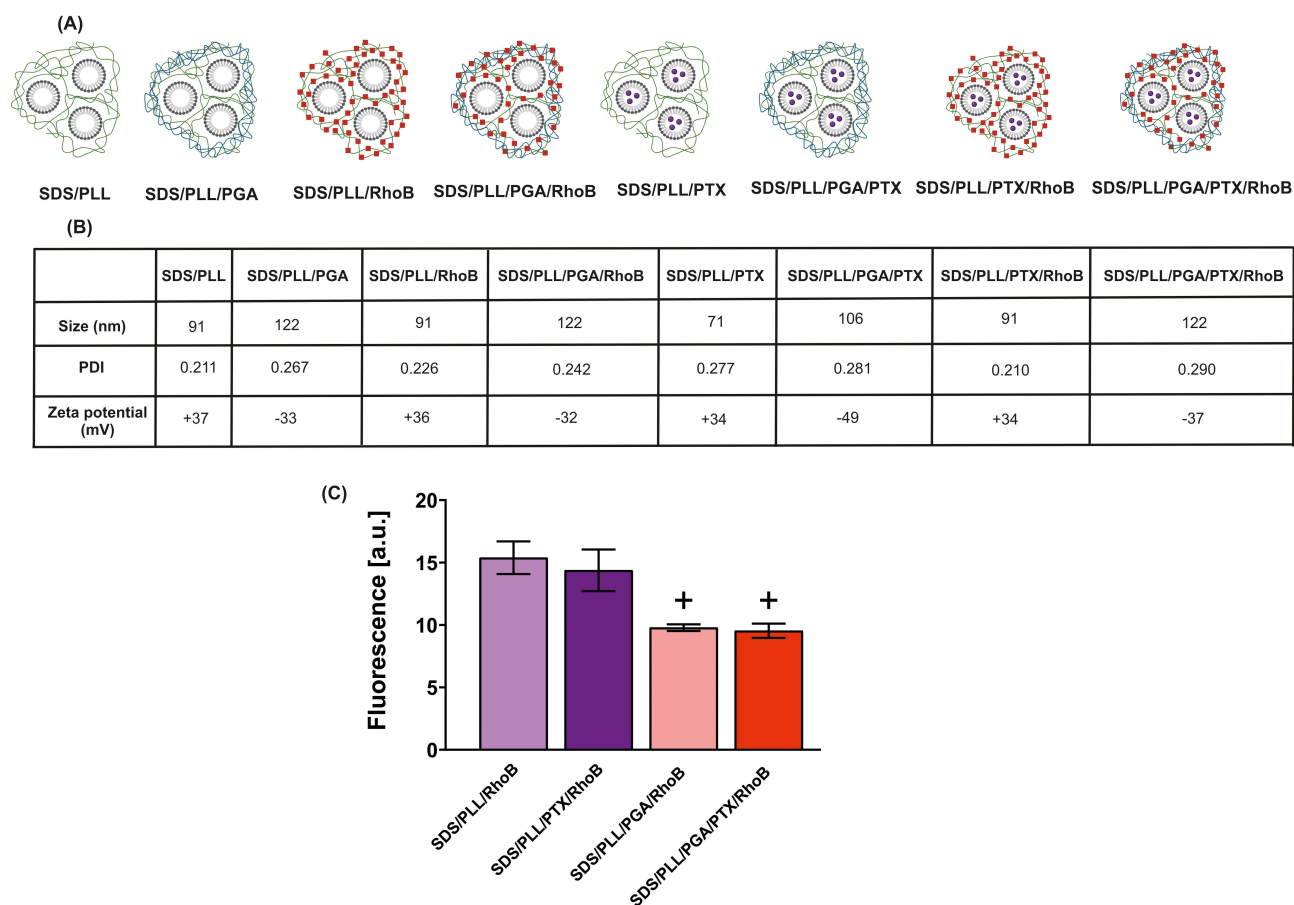 (A)
SDS/PLL SDS/PLL/PGA SDS/PLL/RhoB SDS/PLL/PGA/RhoB SDS/PLL/PTX SDS/PLL/PGA/PTX SDS/PLL/PTX/RhoB SDS/PLL/PGA/PTX/RhoB
(B)
SDS/PLL SDS/PLL/PGA SDS/PLL/RhoB SDS/PLL/PGA/RhoB SDS/PLL/PTX SDS/PLL/PGA/PTX SDS/PLL/PTX/RhoB SDS/PLL/PGA/PTX/RhoB
Size (nm) 91 122 91 122 71 106 91 122
PDI 0.211 0.267 0.226 0.242 0.277 0.281 0.210 0.290
Zeta potential
(mV) +37 -33 +36 -32 +34 -49 +34 -37
(C)
Fluorescence [a.u.]
20
15
10
5
0
+ +
SDS/PLL/RhoB
SDS/PLL/PTX/RhoB
SDS/PLL/PGA/RhoB
SDS/PLL/PGA/PTX/RhoB